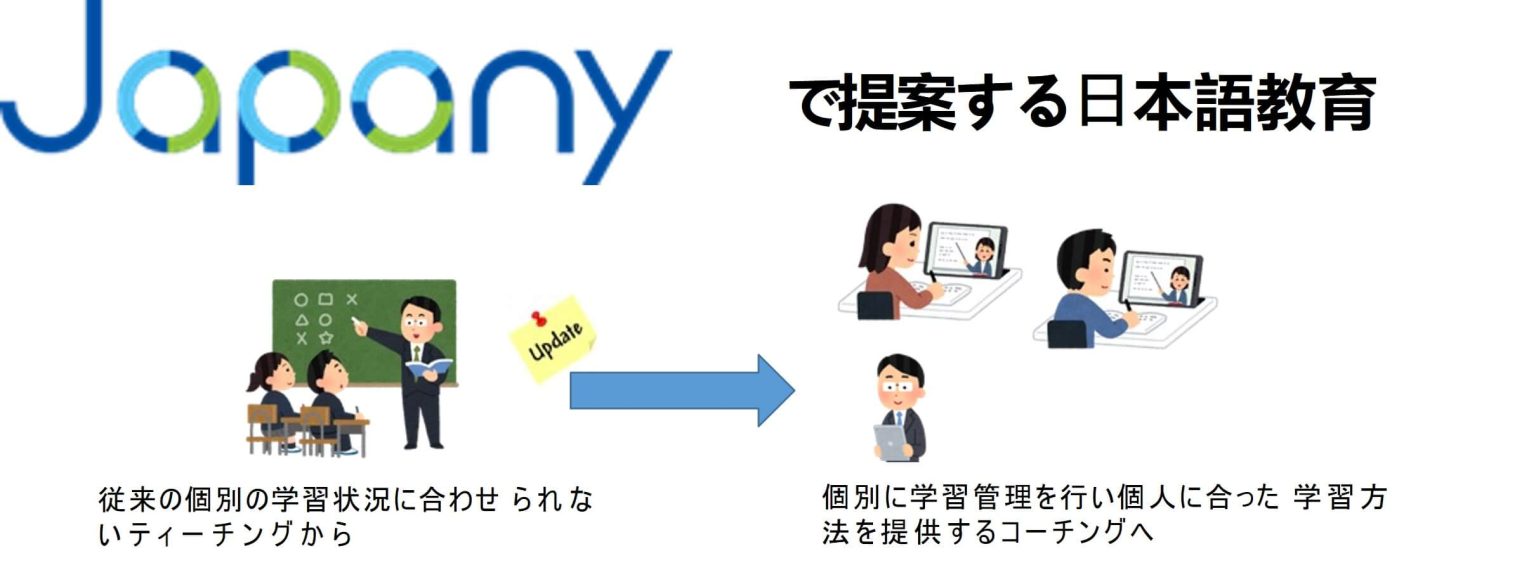 Japany
で提案する日本語教育
Update
従来の個別の学習状況に合わせ られな
いティーチングから
個別に学習管理を行い個人に合った 学習方
法を提供するコーチングへ